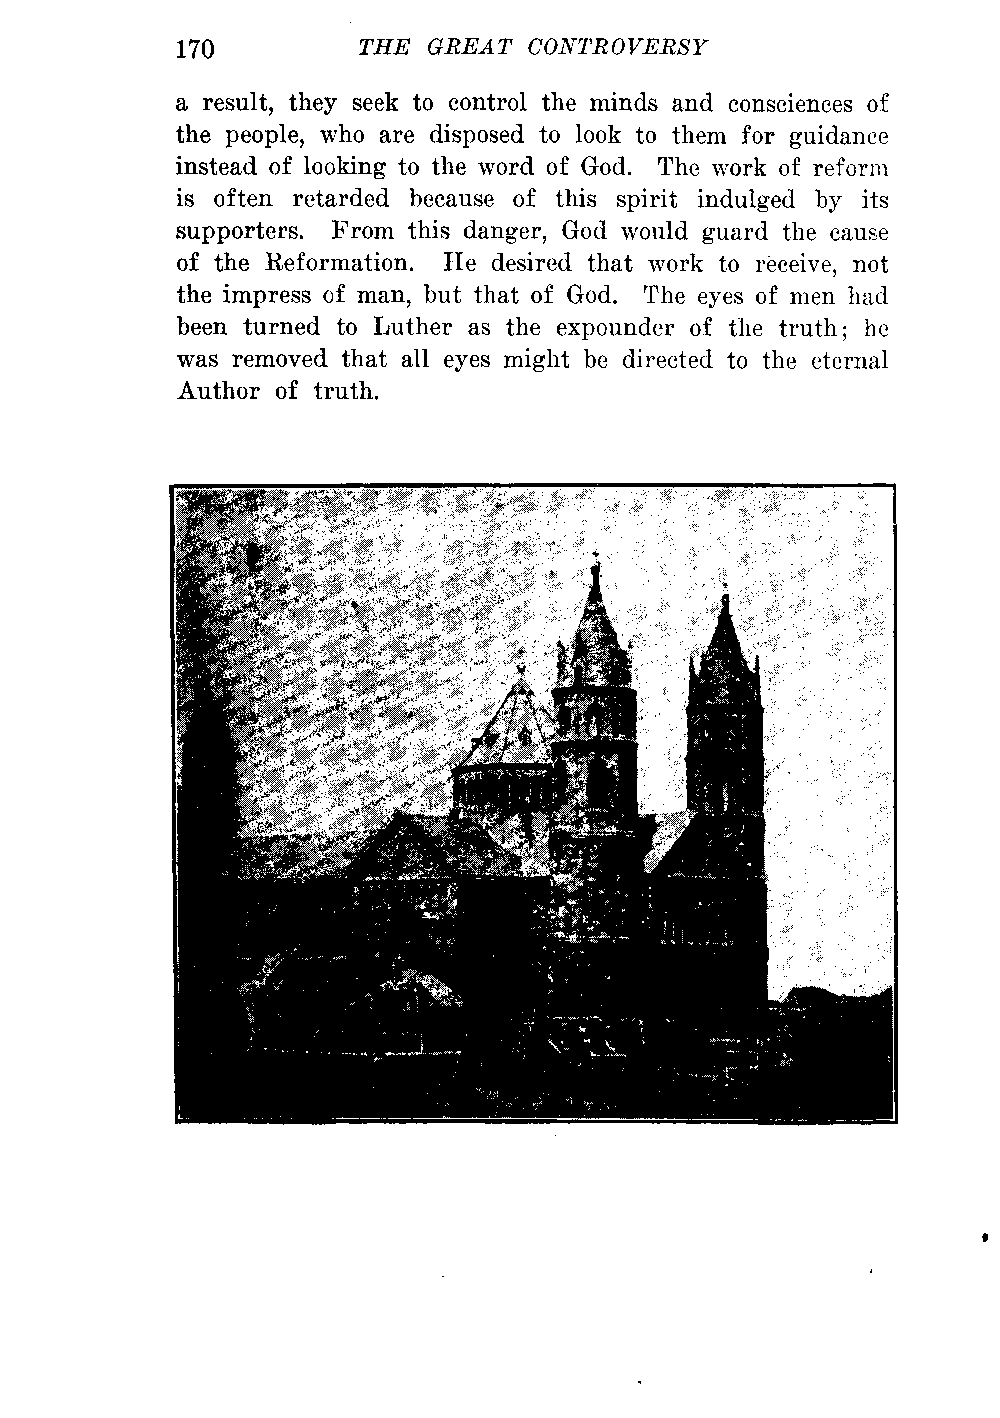 170 THE GREAT CONTROVERSY
a result, they seek to control the minds and consciences of
the people, who are disposed to look to them for guidance
instead of looking to the word of God. The work of reform
is often retarded because of this spirit indulged by its
supporters. From this danger, God would guard the cause
of the Reformation. He desired that work to receive, not
the impress of man, but that of God. The eyes of men had
been turned to Luther as the expounder of the truth; he
was removed that all eyes might be directed to the eternal
Author of truth.